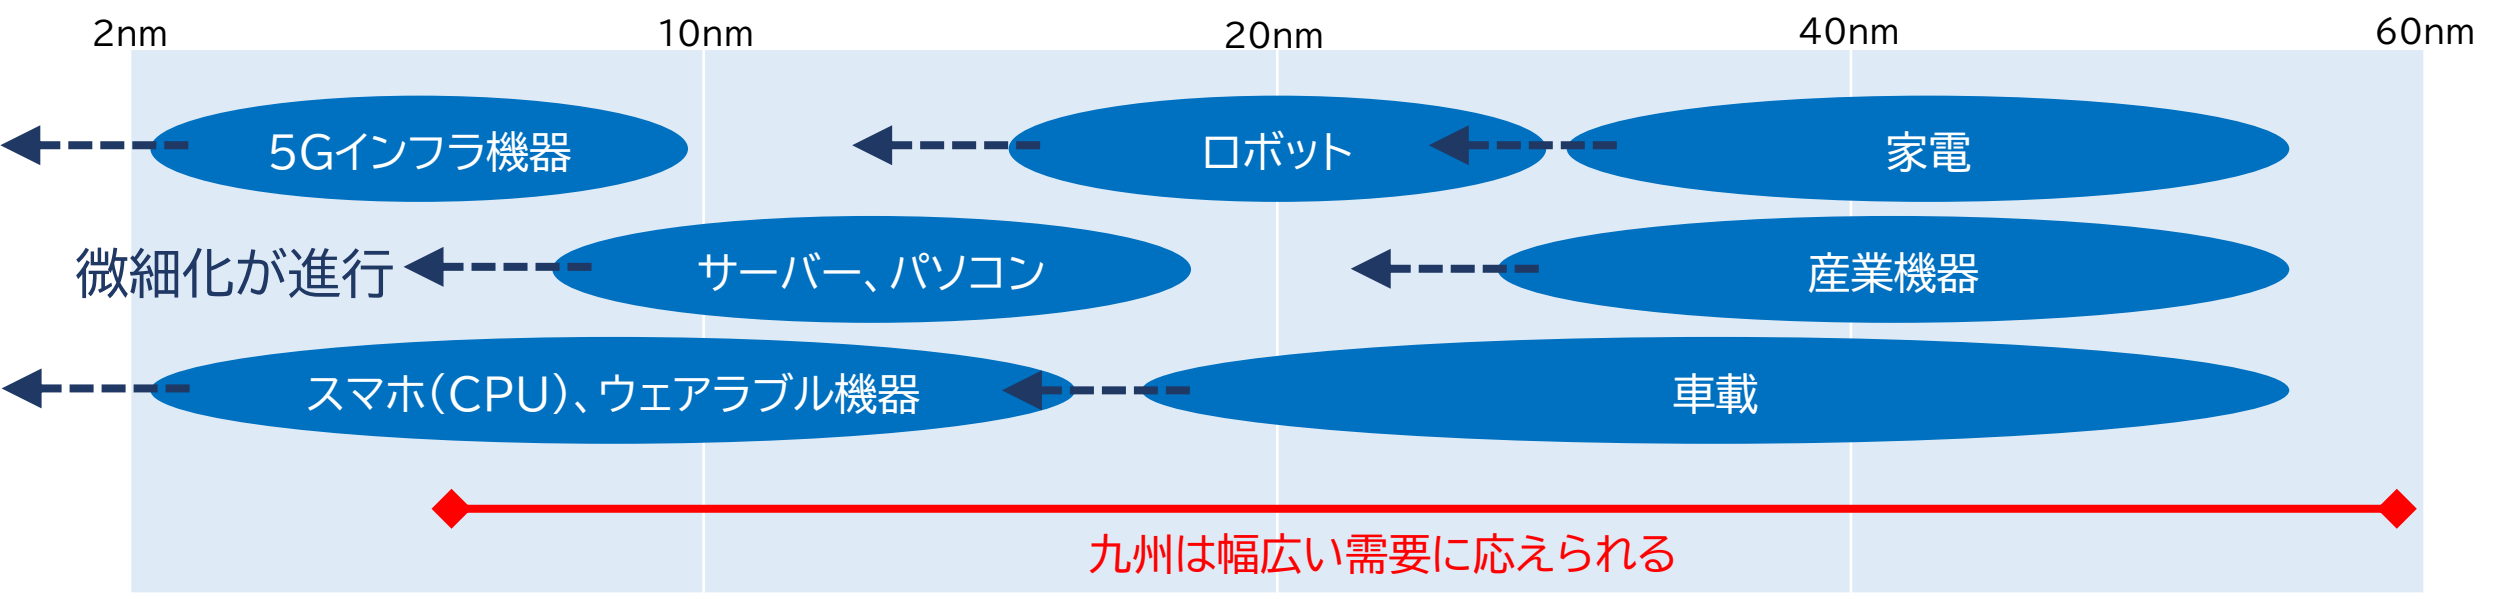 2nm
10nm
20nm
40nm
60nm
5Gインフラ機器
ロボット
家電
微細化が進行
サーバー、パソコン
産業機器
スマホ(CPU)、ウェアラブル機器
車載
九州は幅広い需要に応えられる